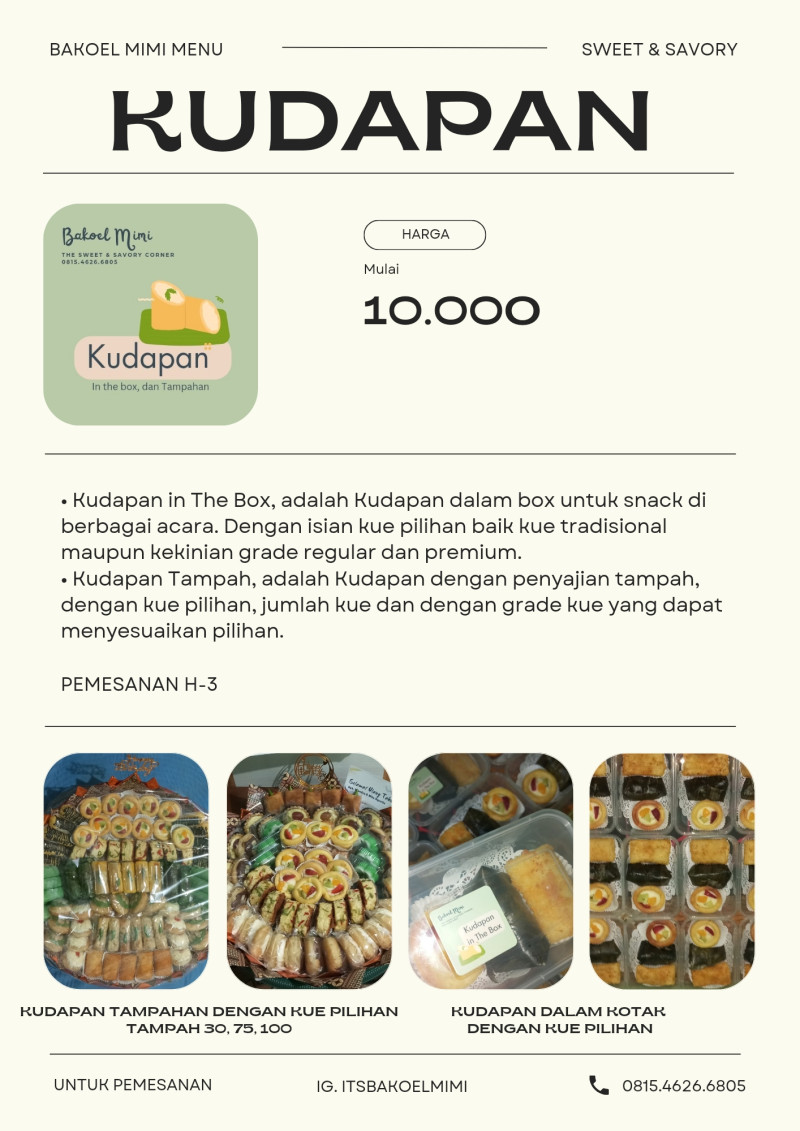 BAKOEL MIMI MENU
SWEET & SAVORY
KUDAPAN
Bakoel Mimi
THE SWEET & SAVORY CORNER
0815.4626.6805
Kudapan
In the box, dan Tampahan
HARGA
Mulai
10.000
• Kudapan in The Box, adalah Kudapan dalam box untuk snack di
berbagai acara. Dengan isian kue pilihan baik kue tradisional
maupun kekinian grade regular dan premium.
• Kudapan Tampah, adalah Kudapan dengan penyajian tampah,
dengan kue pilihan, jumlah kue dan dengan grade kue yang dapat
menyesuaikan pilihan.
PEMESANAN H-3
Selamat
Bakoel Mimi
Kudapan
in The Box
KUDAPAN TAMPAHAN DENGAN KUE PILIHAN
TAMPAH 30, 75, 100
KUDAPAN DALAM KOTAK
DENGAN KUE PILIHAN
UNTUK PEMESANAN
IG. ITSBAKOELMIMI
0815.4626.6805